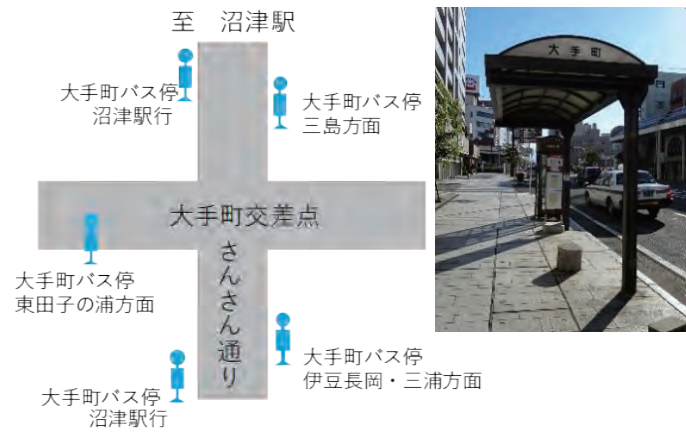 至　沼津駅
大手町バス停
沼津駅行
大手町バス停
三島方面
大手町交差点
さんさん通り
大手町バス停
東田子の浦方面
大手町バス停
伊豆長岡・三浦方面
大手町バス停
沼津駅行
大手町